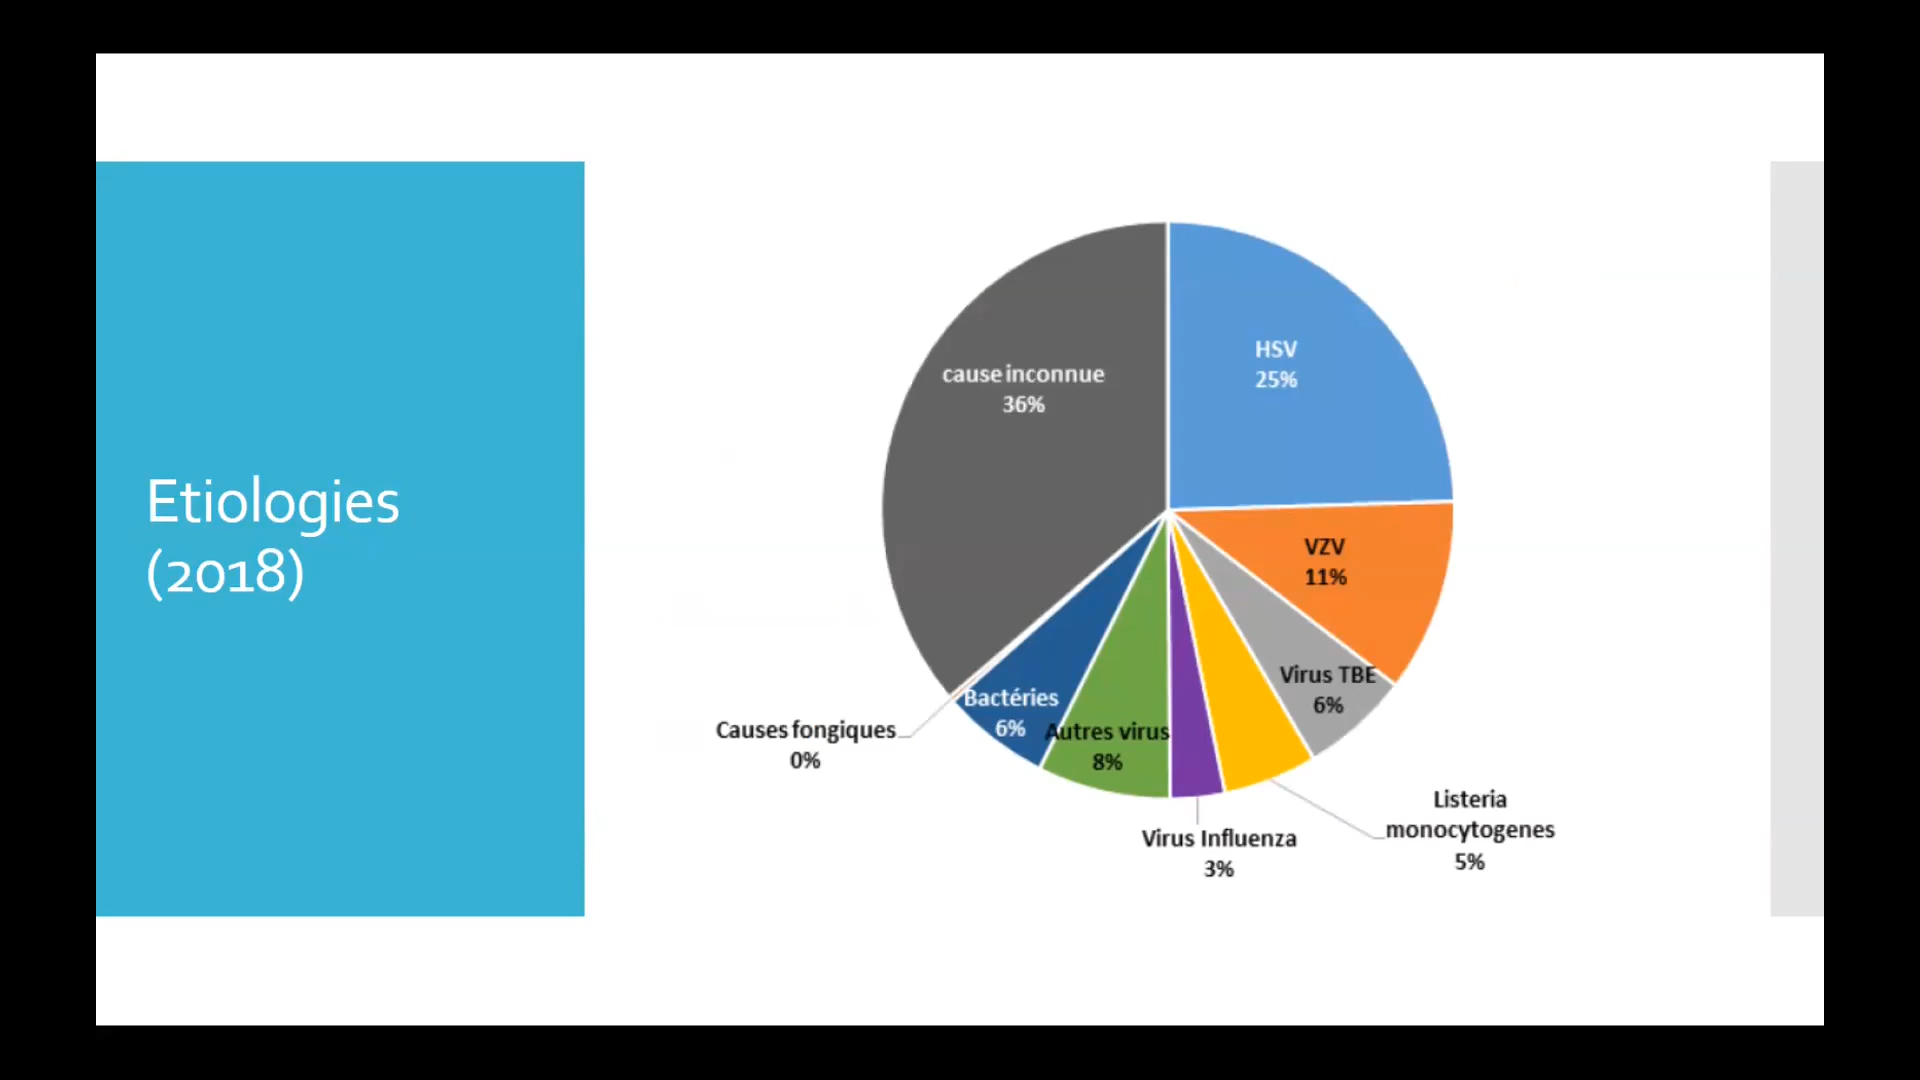 Etiologies
(2018)
cause inconnue
36%
HSV
25%
VZV
11%
Virus TBE
6%
Listeria
monocytogenes
5%
Virus Influenza
3%
Autres virus
8%
Bactéries
6%
Causes fongiques
0%